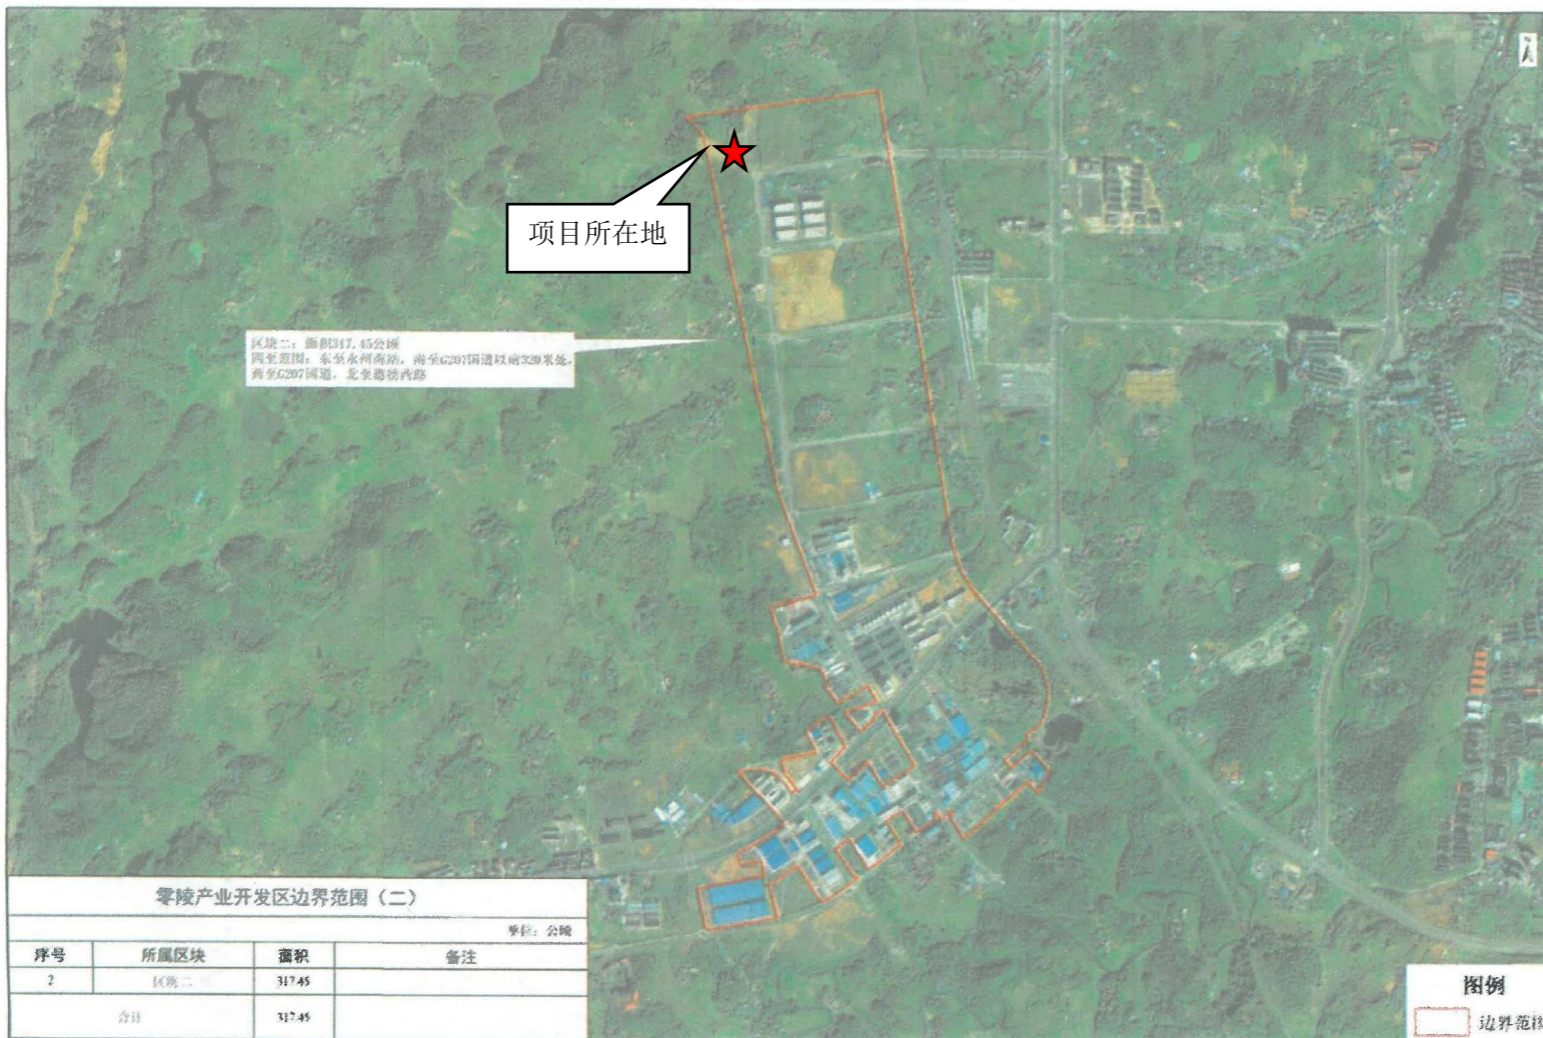 项目所在地
区块二：面积317.45公顷
四至范围：东至永州南路，南至G207国道以南320米处，
西至G207国道，北至德桥西路
零陵产业开发区边界范围（二）
单位：公顷
序号 所属区块 面积 备注
2 区块二 317.45
合计 317.45
图例
边界范围